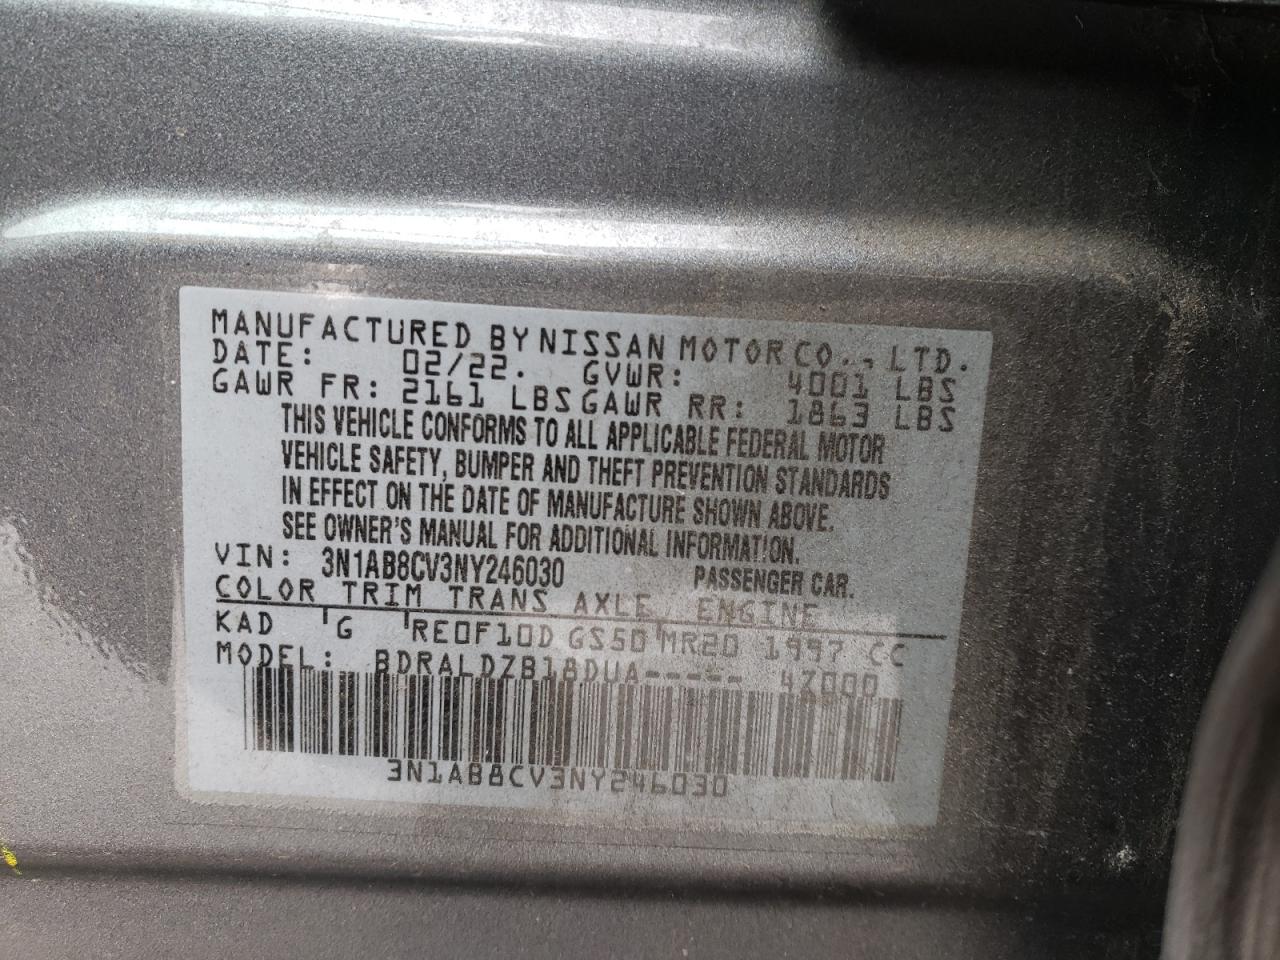 MANUFACTURED BY NISSAN MOTOR CO., LTD.
DATE: 02/22. GVWR: 4001 LBS
GAWR FR: 2161 LBS GAWR RR: 1863 LBS
THIS VEHICLE CONFORMS TO ALL APPLICABLE FEDERAL MOTOR
VEHICLE SAFETY, BUMPER AND THEFT PREVENTION STANDARDS
IN EFFECT ON THE DATE OF MANUFACTURE SHOWN ABOVE.
SEE OWNER'S MANUAL FOR ADDITIONAL INFORMATION.
VIN: 3N1AB8CV3NY246030 PASSENGER CAR.
COLOR TRIM TRANS AXLE ENGINE
KAD G RE0F10D GS50 MR20 1997 CC
MODEL: BDRALDZB18DUA----- 4Z000
3N1AB8CV3NY246030